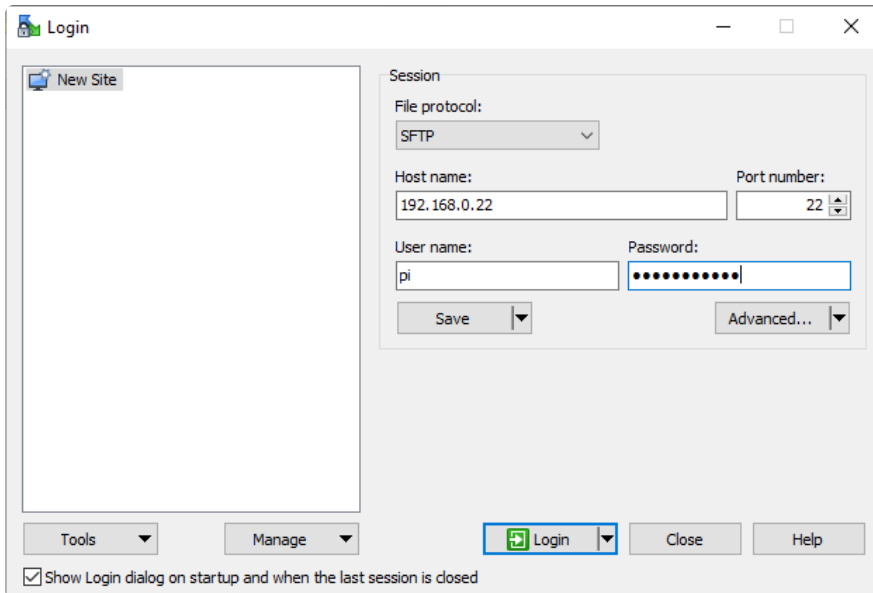 Login
New Site
Session
File protocol:
SFTP
Host name:
Port number:
192.168.0.22
22
User name:
Password:
pi
●●●●●●●●●●●
Save
Advanced...
Tools
Manage
Login
Close
Help
Show Login dialog on startup and when the last session is closed